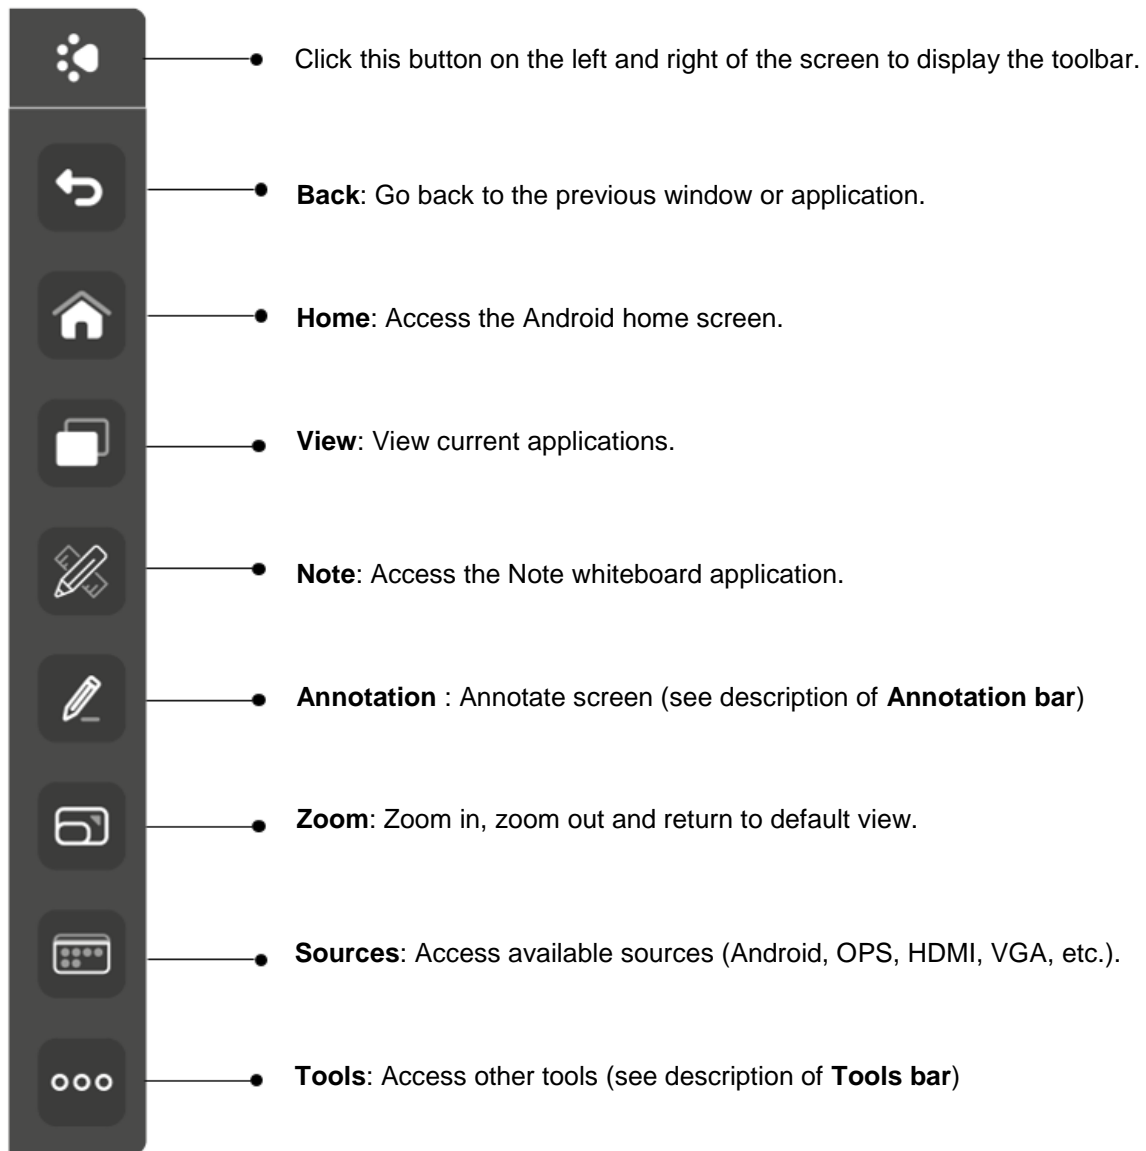 Click this button on the left and right of the screen to display the toolbar.
Back: Go back to the previous window or application.
Home: Access the Android home screen.
View: View current applications.
Note: Access the Note whiteboard application.
Annotation : Annotate screen (see description of Annotation bar)
Zoom: Zoom in, zoom out and return to default view.
Sources: Access available sources (Android, OPS, HDMI, VGA, etc.).
Tools: Access other tools (see description of Tools bar)